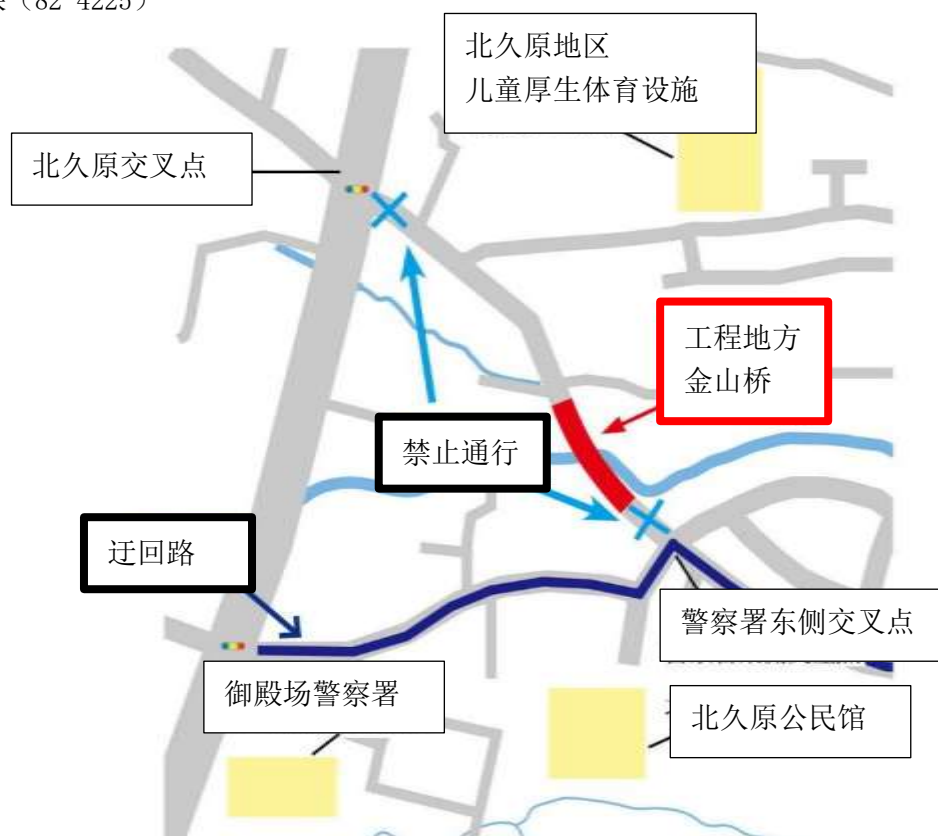 (82-4225)
北久原地区
儿童厚生体育设施
北久原交叉点
工程地方
金山桥
禁止通行
迂回路
警察署东侧交叉点
御殿场警察署
北久原公民馆